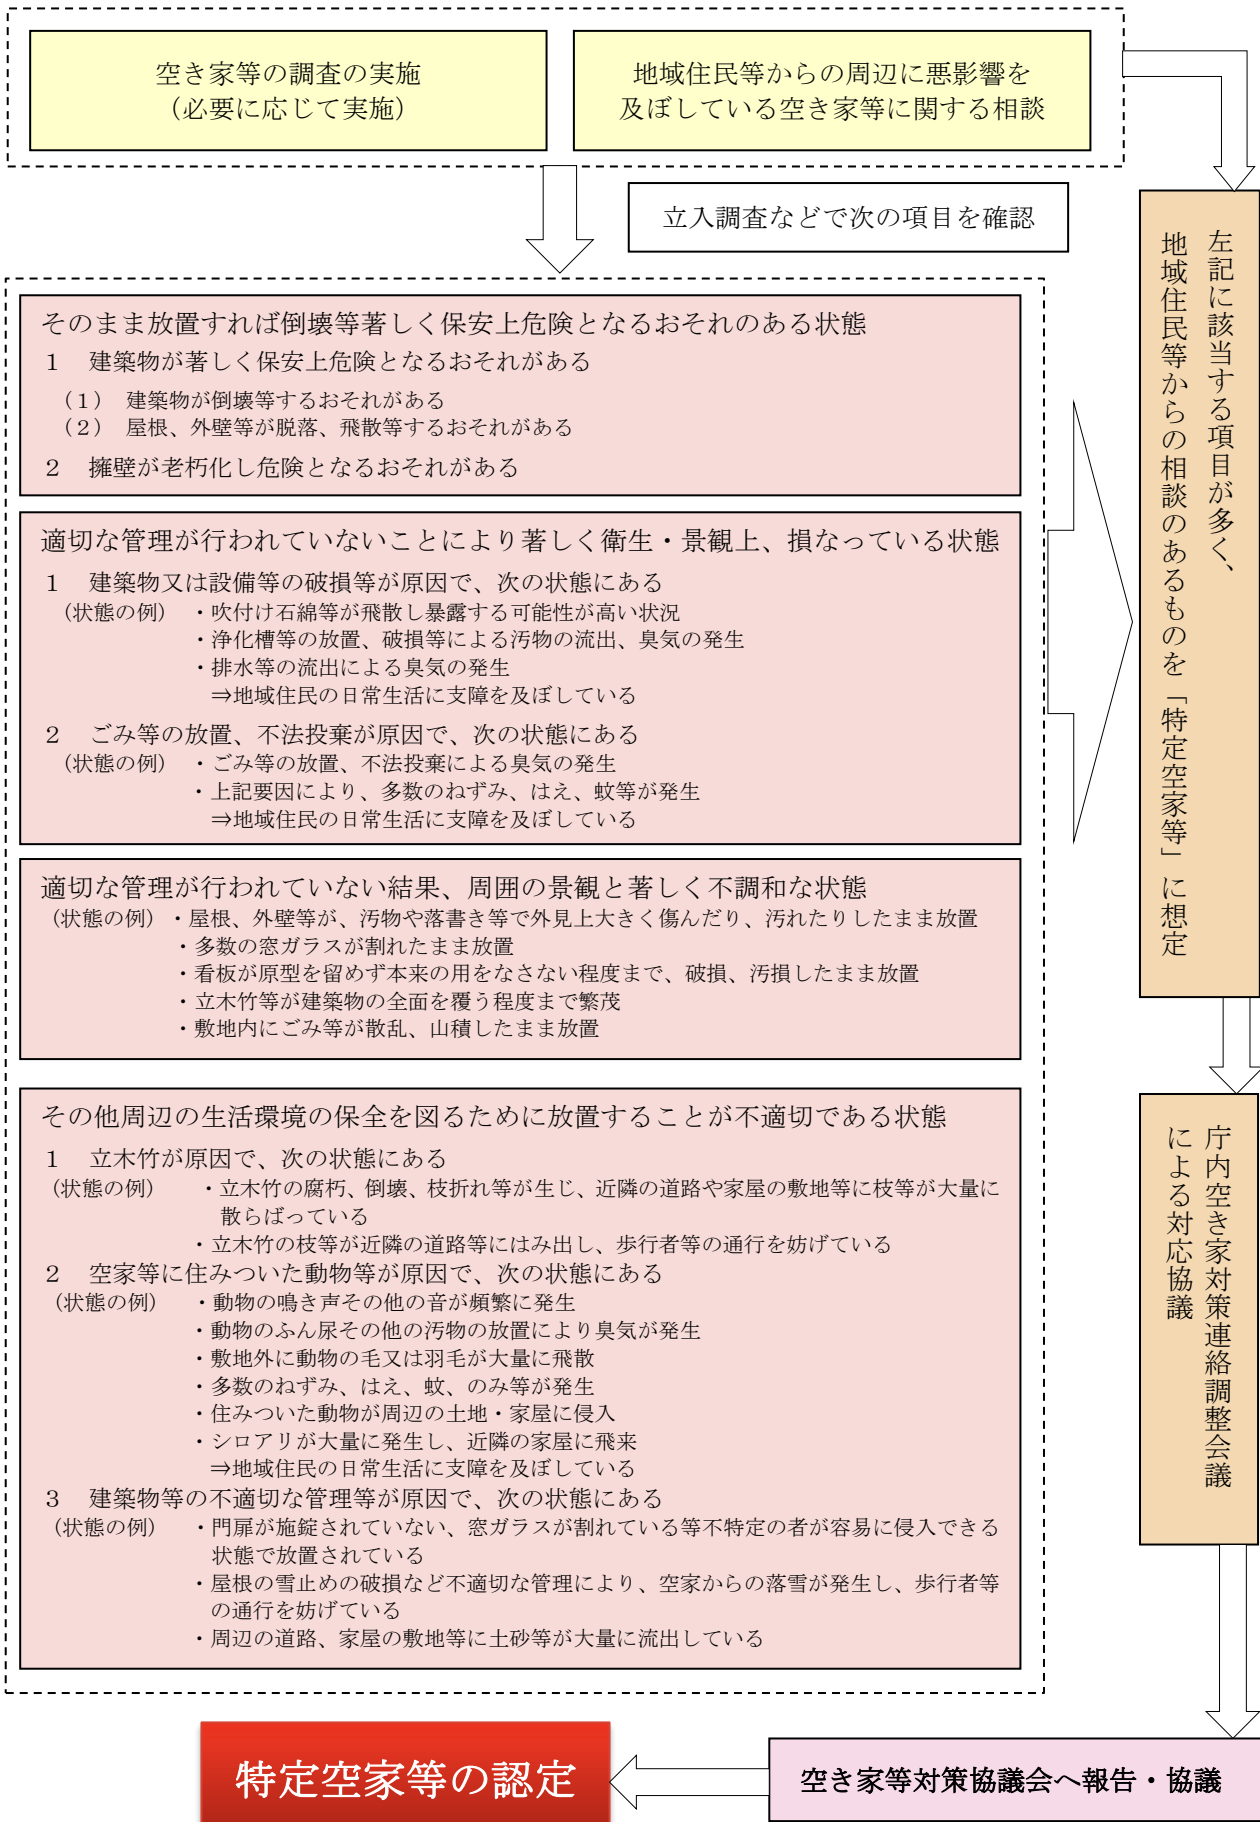 空き家等の調査の実施
（必要に応じて実施）
地域住民等からの周辺に悪影響を
及ぼしている空き家等に関する相談
立入調査などで次の項目を確認
そのまま放置すれば倒壊等著しく保安上危険となるおそれのある状態
１　建築物が著しく保安上危険となるおそれがある
（１）　建築物が倒壊等するおそれがある
（２）　屋根、外壁等が脱落、飛散等するおそれがある
２　擁壁が老朽化し危険となるおそれがある
適切な管理が行われていないことにより著しく衛生・景観上、損なっている状態
１　建築物又は設備等の破損等が原因で、次の状態にある
（状態の例）　・吹付け石綿等が飛散し暴露する可能性が高い状況
・浄化槽等の放置、破損等による汚物の流出、臭気の発生
・排水等の流出による臭気の発生
⇒地域住民の日常生活に支障を及ぼしている
２　ごみ等の放置、不法投棄が原因で、次の状態にある
（状態の例）　・ごみ等の放置、不法投棄による臭気の発生
・上記要因により、多数のねずみ、はえ、蚊等が発生
⇒地域住民の日常生活に支障を及ぼしている
適切な管理が行われていない結果、周囲の景観と著しく不調和な状態
（状態の例）・屋根、外壁等が、汚物や落書き等で外見上大きく傷んだり、汚れたりしたまま放置
・多数の窓ガラスが割れたまま放置
・看板が原型を留めず本来の用をなさない程度まで、破損、汚損したまま放置
・立木竹等が建築物の全面を覆う程度まで繁茂
・敷地内にごみ等が散乱、山積したまま放置
その他周辺の生活環境の保全を図るために放置することが不適切である状態
１　立木竹が原因で、次の状態にある
（状態の例）　　・立木竹の腐朽、倒壊、枝折れ等が生じ、近隣の道路や家屋の敷地等に枝等が大量に
散らばっている
・立木竹の枝等が近隣の道路等にはみ出し、歩行者等の通行を妨げている
２　空家等に住みついた動物等が原因で、次の状態にある
（状態の例）　　・動物の鳴き声その他の音が頻繁に発生
・動物のふん尿その他の汚物の放置により臭気が発生
・敷地外に動物の毛又は羽毛が大量に飛散
・多数のねずみ、はえ、蚊、のみ等が発生
・住みついた動物が周辺の土地・家屋に侵入
・シロアリが大量に発生し、近隣の家屋に飛来
⇒地域住民の日常生活に支障を及ぼしている
３　建築物等の不適切な管理等が原因で、次の状態にある
（状態の例）　　・門扉が施錠されていない、窓ガラスが割れている等不特定の者が容易に侵入できる
状態で放置されている
・屋根の雪止めの破損など不適切な管理により、空家からの落雪が発生し、歩行者等
の通行を妨げている
・周辺の道路、家屋の敷地等に土砂等が大量に流出している
左記に該当する項目が多く、
地域住民等からの相談のあるものを「特定空家等」に想定
庁内空き家対策連絡調整会議
による対応協議
空き家等対策協議会へ報告・協議
特定空家等の認定